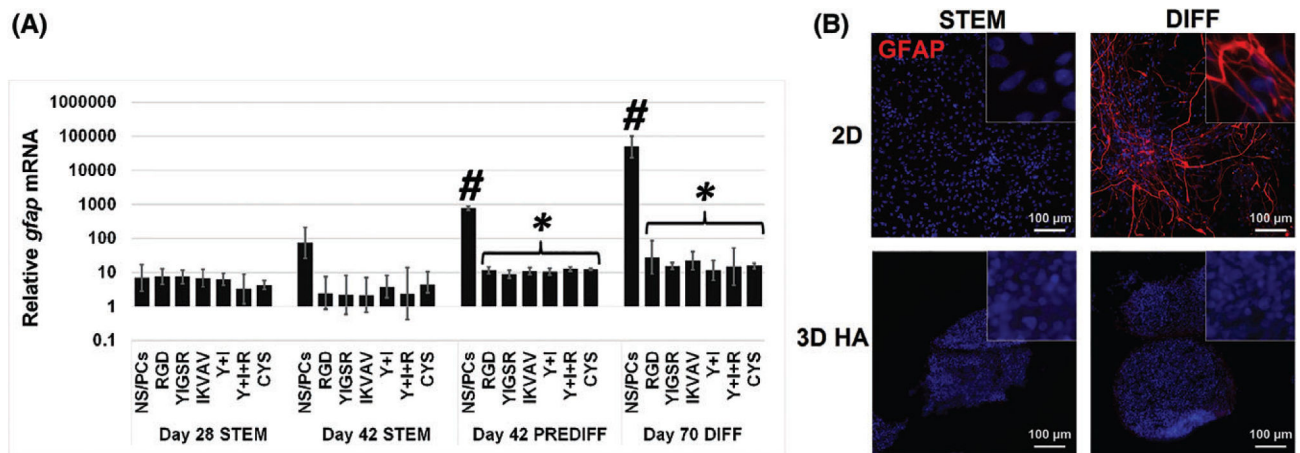 (A)
Relative gfap mRNA
1000000
100000
10000
1000
100
10
1
0.1
#
*
#
*
NS/PCs
RGD
YIGSR
IKVAV
Y+I
Y+I+R
CYS
NS/PCs
RGD
YIGSR
IKVAV
Y+I
Y+I+R
CYS
NS/PCs
RGD
YIGSR
IKVAV
Y+I
Y+I+R
CYS
NS/PCs
RGD
YIGSR
IKVAV
Y+I
Y+I+R
CYS
Day 28 STEM
Day 42 STEM
Day 42 PREDIFF
Day 70 DIFF
(B)
STEM
DIFF
GFAP
2D
100 µm
100 µm
3D HA
100 µm
100 µm